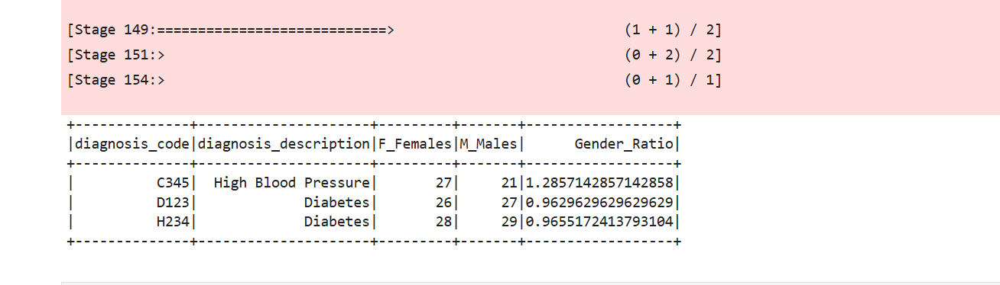 [Stage 149:============================>                            (1 + 1) / 2]
[Stage 151:>                                                        (0 + 2) / 2]
[Stage 154:>                                                        (0 + 1) / 1]
+--------------+---------------------+---------+-------+------------------+
|diagnosis_code|diagnosis_description|F_Females|M_Males|      Gender_Ratio|
+--------------+---------------------+---------+-------+------------------+
|          C345|  High Blood Pressure|       27|     21|1.2857142857142858|
|          D123|             Diabetes|       26|     27|0.9629629629629629|
|          H234|             Diabetes|       28|     29|0.9655172413793104|
+--------------+---------------------+---------+-------+------------------+